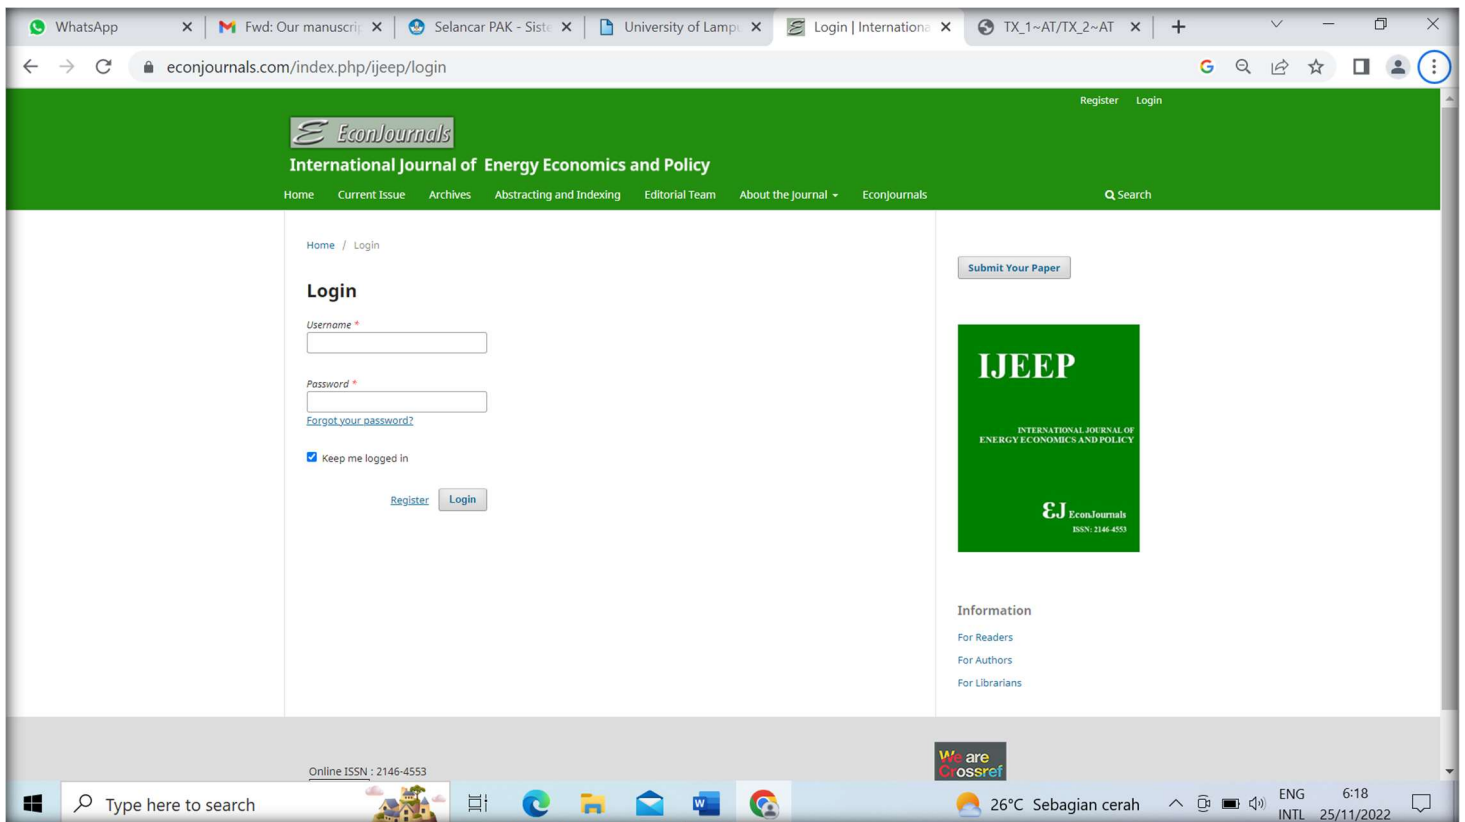 WhatsApp
Fwd: Our manuscrip
Selancar PAK - Siste
University of Lampu
Login | Internationa
TX_1~AT/TX_2~AT
econjournals.com/index.php/ijeep/login
Register Login
EconJournals
International Journal of Energy Economics and Policy
Home Current Issue Archives Abstracting and Indexing Editorial Team About the Journal EconJournals Search
Home / Login
Login
Username *
Password *
Forgot your password?
Keep me logged in
Register Login
Submit Your Paper
IJEEP
INTERNATIONAL JOURNAL OF
ENERGY ECONOMICS AND POLICY
EJ EconJournals
ISSN: 2146-4553
Information
For Readers
For Authors
For Librarians
Online ISSN : 2146-4553
We are
Crossref
Type here to search
26°C Sebagian cerah
ENG
INTL
6:18
25/11/2022